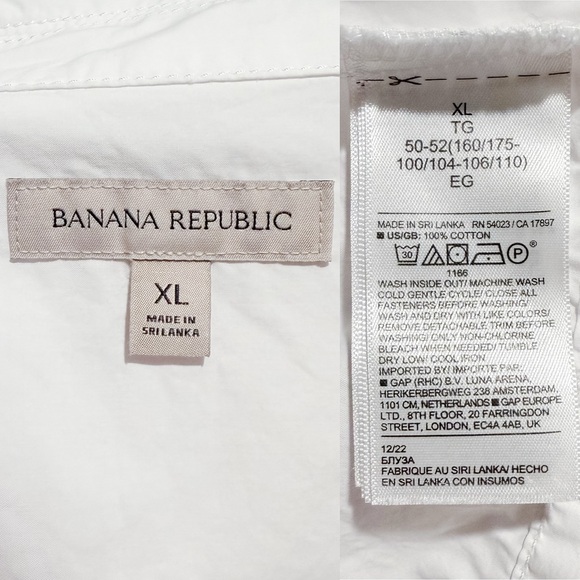 BANANA REPUBLIC
XL
MADE IN
SRI LANKA
XL
TG
50-52(160/175-
100/104-106/110)
EG
MADE IN SRI LANKA RN 54023 / CA 17897
US/GB: 100% COTTON
30 P ®
1166
WASH INSIDE OUT/ MACHINE WASH
COLD GENTLE CYCLE/ CLOSE ALL
FASTENERS BEFORE WASHING/
WASH AND DRY WITH LIKE COLORS/
REMOVE DETACHABLE TRIM BEFORE
WASHING/ ONLY NON-CHLORINE
BLEACH WHEN NEEDED/ TUMBLE
DRY LOW/ COOL IRON
IMPORTED BY/ IMPORTE PAR:
GAP (RHC) B.V. LUNA ARENA,
HERIKERBERGWEG 238 AMSTERDAM,
1101 CM, NETHERLANDS GAP EUROPE
LTD., 8TH FLOOR, 20 FARRINGDON
STREET, LONDON, EC4A 4AB, UK
12/22
БЛУЗА
FABRIQUE AU SIRI LANKA/ HECHO
EN SRI LANKA CON INSUMOS